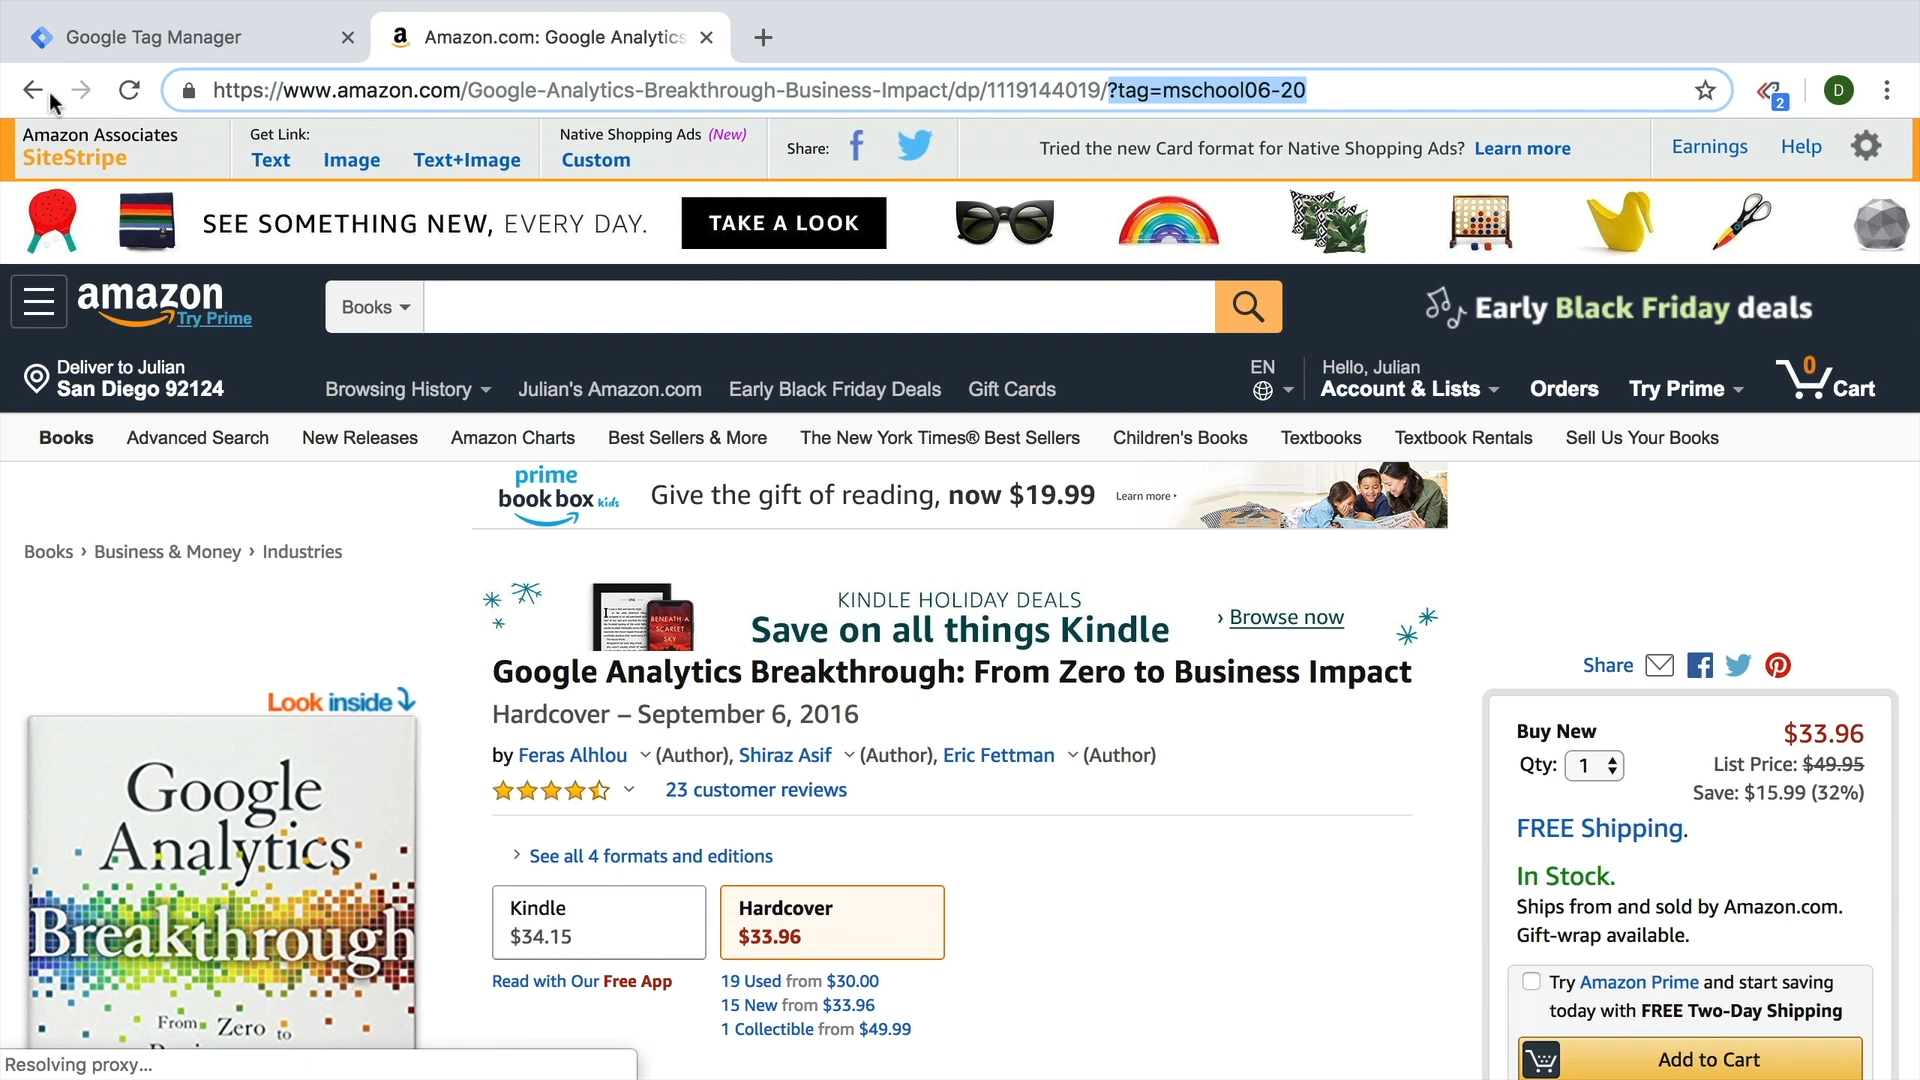 Google Tag Manager
Amazon.com: Google Analytics
https://www.amazon.com/Google-Analytics-Breakthrough-Business-Impact/dp/1119144019/?tag=mschool06-20
2
D
Amazon Associates
SiteStripe
Get Link:
Text Image Text+Image
Native Shopping Ads (New)
Custom
Share:
Tried the new Card format for Native Shopping Ads? Learn more
Earnings Help
SEE SOMETHING NEW, EVERY DAY.
TAKE A LOOK
amazon
Try Prime
Books
Early Black Friday deals
Deliver to Julian
San Diego 92124
Browsing History Julian's Amazon.com Early Black Friday Deals Gift Cards
EN
Hello, Julian
Account & Lists Orders Try Prime
0
Cart
Books Advanced Search New Releases Amazon Charts Best Sellers & More The New York Times® Best Sellers Children's Books Textbooks Textbook Rentals Sell Us Your Books
prime
book box kids
Give the gift of reading, now $19.99
Learn more ›
Books › Business & Money › Industries
KINDLE HOLIDAY DEALS
Save on all things Kindle
› Browse now
BENEATH A
SCARLET
SKY
Google Analytics Breakthrough: From Zero to Business Impact
Hardcover – September 6, 2016
by Feras Alhlou (Author), Shiraz Asif (Author), Eric Fettman (Author)
23 customer reviews
See all 4 formats and editions
Kindle
$34.15
Hardcover
$33.96
Read with Our Free App
19 Used from $30.00
15 New from $33.96
1 Collectible from $49.99
Look inside
Google
Analytics
Breakthrough
From Zero to
Share
Buy New
$33.96
Qty: 1
List Price: $49.95
Save: $15.99 (32%)
FREE Shipping.
In Stock.
Ships from and sold by Amazon.com.
Gift-wrap available.
Try Amazon Prime and start saving
today with FREE Two-Day Shipping
Add to Cart
Resolving proxy...